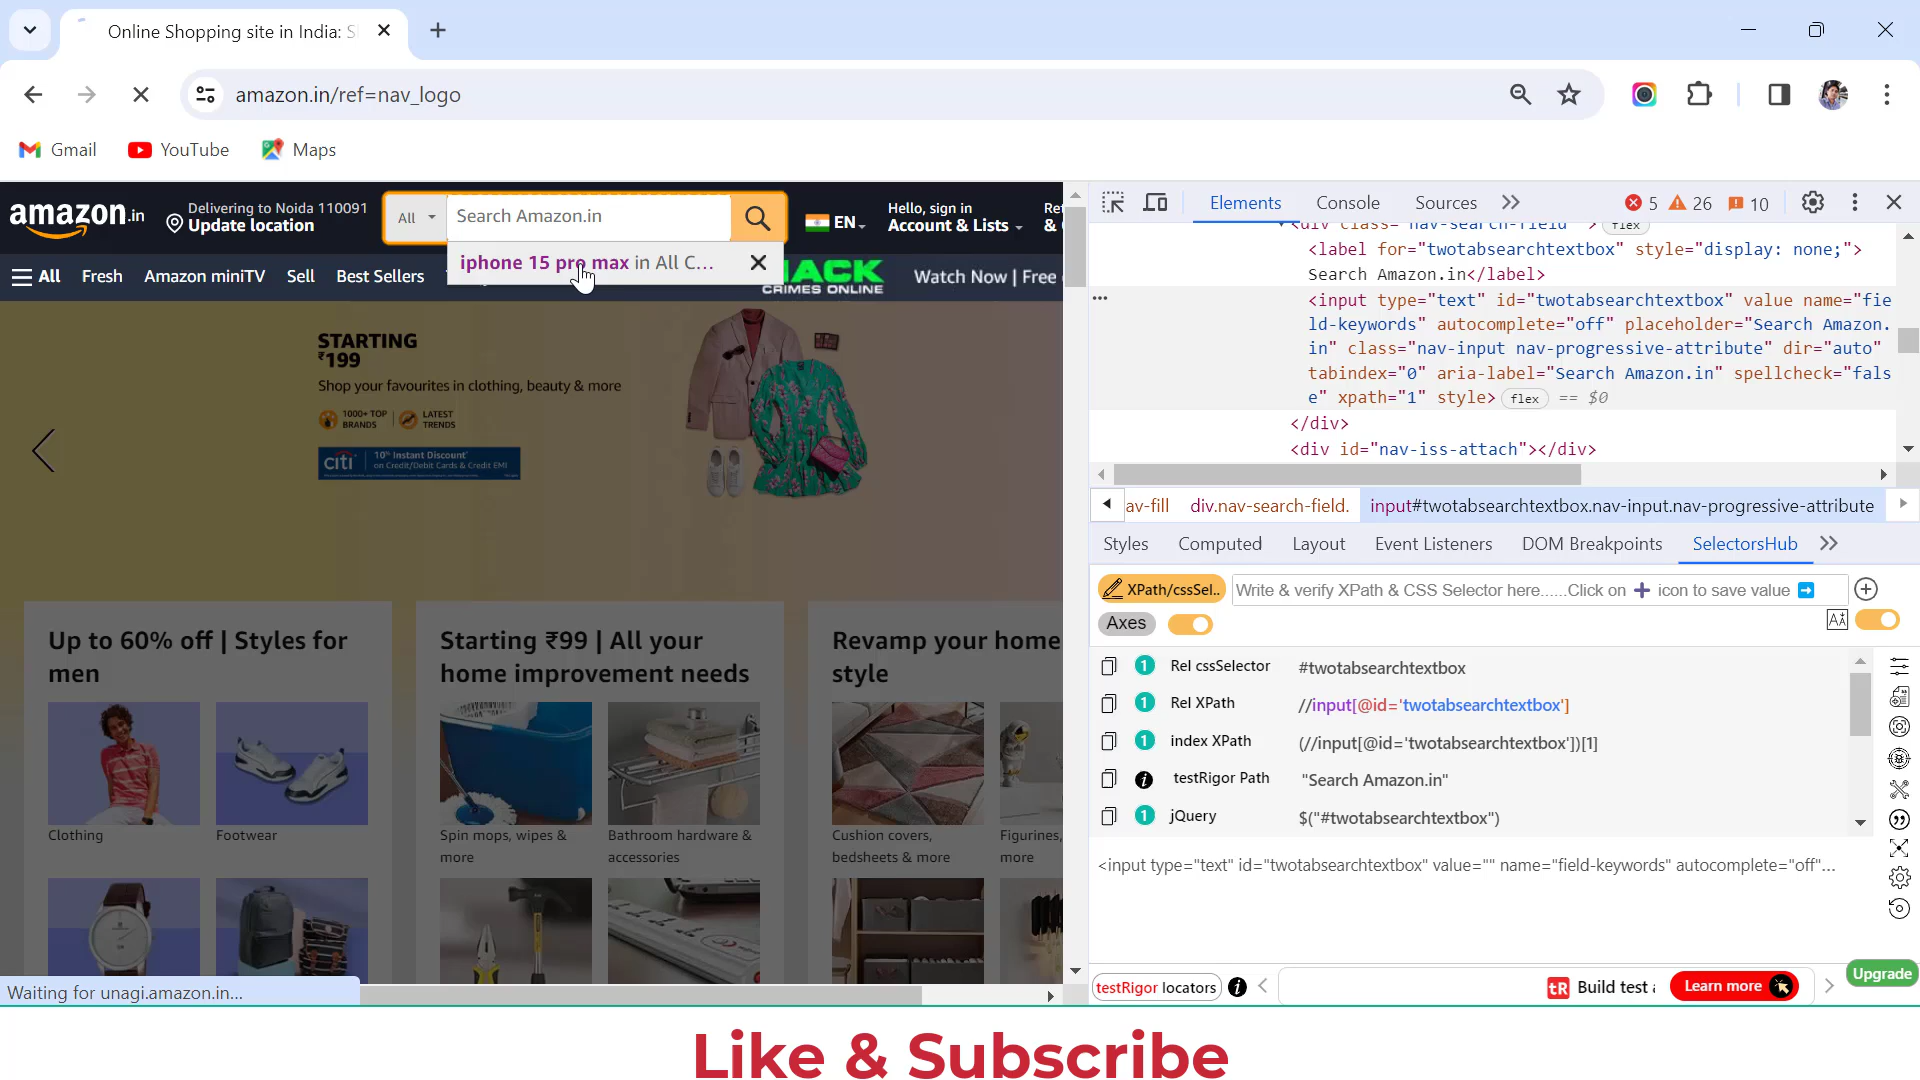 Online Shopping site in India: S
amazon.in/ref=nav_logo
Gmail
YouTube
Maps
amazon.in
Delivering to Noida 110091
Update location
All
Search Amazon.in
EN
Hello, sign in
Account & Lists
Ret
& 
iphone 15 pro max in All C...
All
Fresh
Amazon miniTV
Sell
Best Sellers
HACK
CRIMES ONLINE
Watch Now | Free
STARTING
₹199
Shop your favourites in clothing, beauty & more
1000+ TOP
BRANDS
LATEST
TRENDS
citi
10% Instant Discount*
on Credit/Debit Cards & Credit EMI
Up to 60% off | Styles for
men
Clothing
Footwear
Starting ₹99 | All your
home improvement needs
Spin mops, wipes &
more
Bathroom hardware &
accessories
Revamp your home
style
Cushion covers,
bedsheets & more
Figurines,
more
Waiting for unagi.amazon.in...
Elements
Console
Sources
5
26
10
<div class="nav-search-field ">
flex
<label for="twotabsearchtextbox" style="display: none;">
Search Amazon.in</label>
<input type="text" id="twotabsearchtextbox" value name="fie
ld-keywords" autocomplete="off" placeholder="Search Amazon.
in" class="nav-input nav-progressive-attribute" dir="auto"
tabindex="0" aria-label="Search Amazon.in" spellcheck="fals
e" xpath="1" style> flex == $0
</div>
<div id="nav-iss-attach"></div>
av-fill
div.nav-search-field.
input#twotabsearchtextbox.nav-input.nav-progressive-attribute
Styles
Computed
Layout
Event Listeners
DOM Breakpoints
SelectorsHub
XPath/cssSel..
Write & verify XPath & CSS Selector here......Click on + icon to save value
Axes
1 Rel cssSelector #twotabsearchtextbox
1 Rel XPath //input[@id='twotabsearchtextbox']
1 index XPath (//input[@id='twotabsearchtextbox'])[1]
i testRigor Path "Search Amazon.in"
1 jQuery $("#twotabsearchtextbox")
<input type="text" id="twotabsearchtextbox" value="" name="field-keywords" autocomplete="off"...
testRigor locators
i
tR
Build test
Learn more
Upgrade
Like & Subscribe